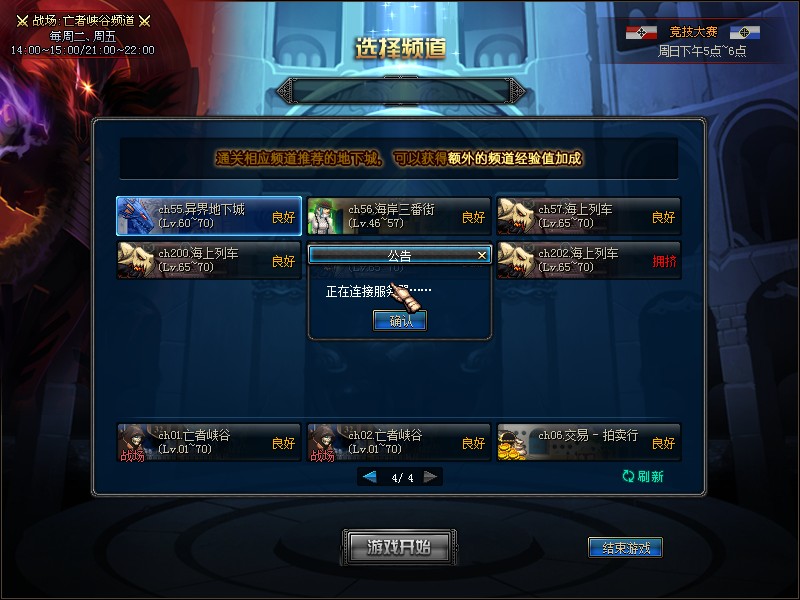 战场:亡者峡谷频道
每周二、周五
14:00~15:00/21:00~22:00
选择频道
竞技大赛
周日下午5点~6点
通关相应频道推荐的地下城, 可以获得额外的频道经验值加成
ch55.异界地下城
(Lv.60~70)
良好
ch56.海岸三番街
(Lv.46~57)
良好
ch57.海上列车
(Lv.65~70)
良好
ch200.海上列车
(Lv.65~70)
良好
公告
(Lv.65~70)
正在连接服务
确认
ch202.海上列车
(Lv.65~70)
拥挤
ch01.亡者峡谷
(Lv.01~70)
良好
战场
ch02.亡者峡谷
(Lv.01~70)
良好
战场
ch06.交易 - 拍卖行
良好
4/ 4
刷新
游戏开始
结束游戏